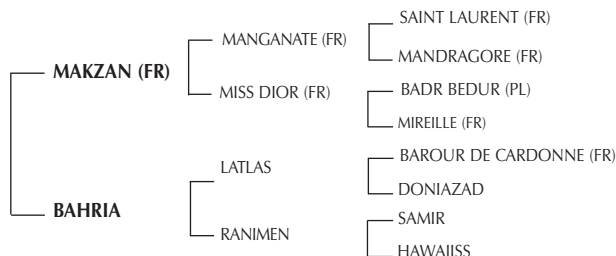 SAINT LAURENT (FR)
MANGANATE (FR)
MANDRAGORE (FR)
MAKZAN (FR)
MISS DIOR (FR)
BADR BEDUR (PL)
MIREILLE (FR)
BAROUR DE CARDONNE (FR)
LATLAS
DONIAZAD
BAHRIA
SAMIR
RANIMEN
HAWAIISS